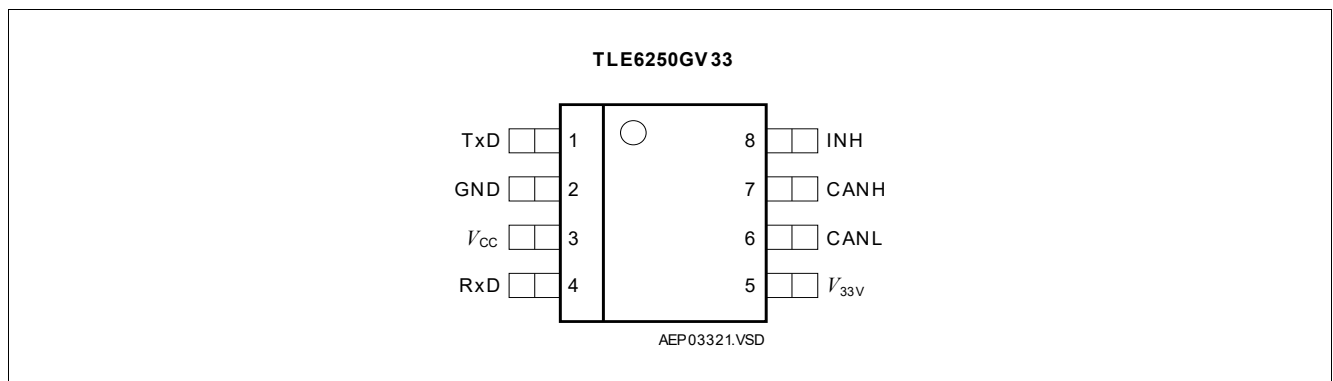 TLE6250GV33
TxD 1 8 INH
GND 2 7 CANH
VCC 3 6 CANL
RxD 4 5 V33V
AEP03321.VSD